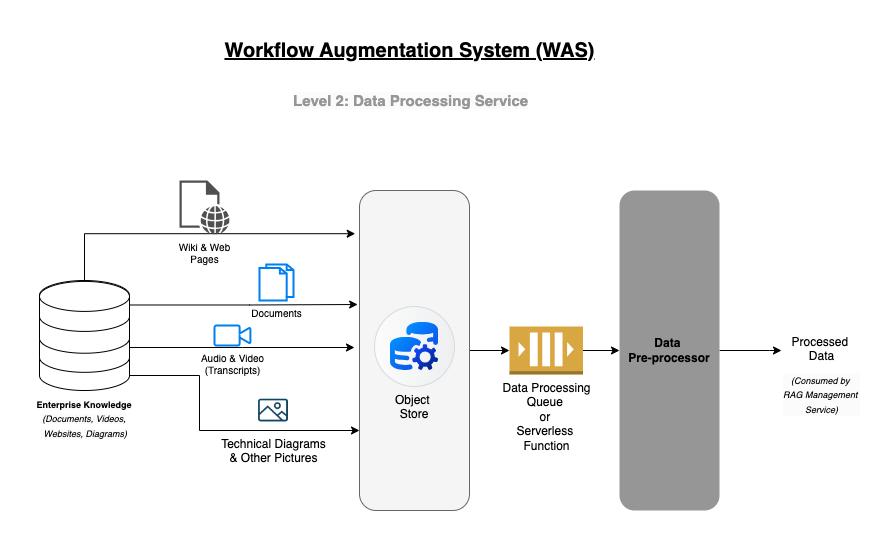 Workflow Augmentation System (WAS)
Level 2: Data Processing Service
Wiki & Web
Pages
Documents
Audio & Video
(Transcripts)
Enterprise Knowledge
(Documents, Videos,
Websites, Diagrams)
Technical Diagrams
& Other Pictures
Object
Store
Data Processing
Queue
or
Serverless
Function
Data
Pre-processor
Processed
Data
(Consumed by
RAG Management
Service)